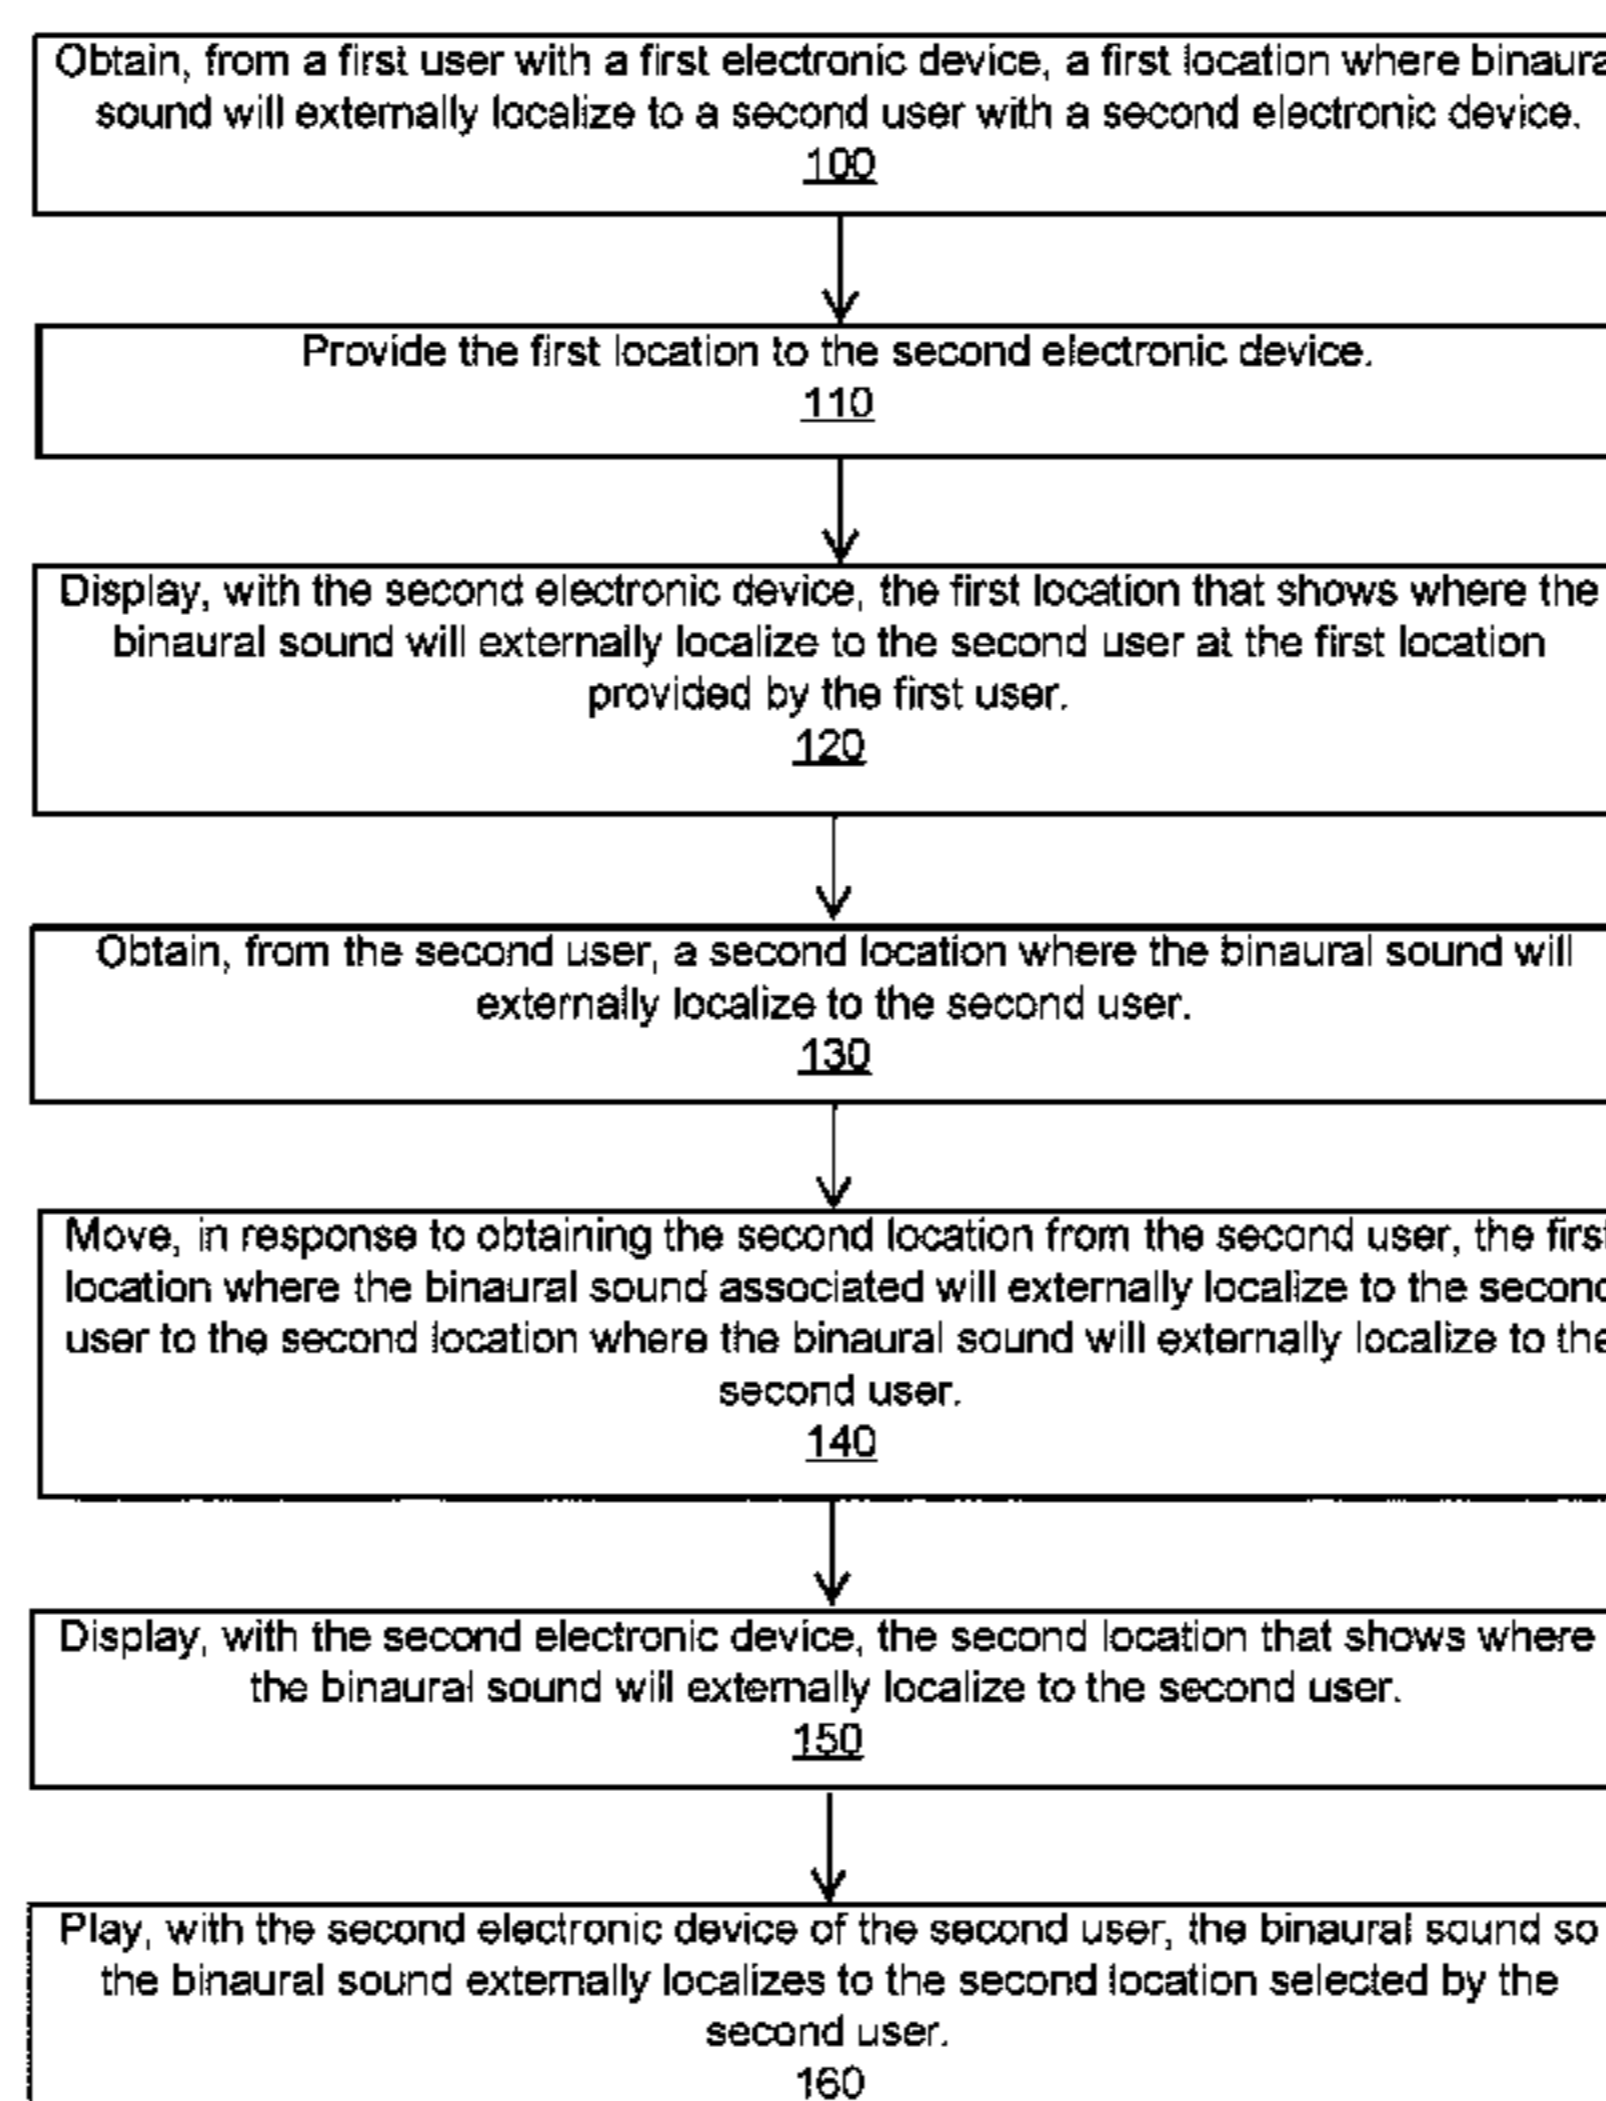 Obtain, from a first user with a first electronic device, a first location where binaura
sound will externally localize to a second user with a second electronic device.
100
Provide the first location to the second electronic device.
110
Display, with the second electronic device, the first location that shows where the
binaural sound will externally localize to the second user at the first location
provided by the first user.
120
Obtain, from the second user, a second location where the binaural sound will
externally localize to the second user.
130
Move, in response to obtaining the second location from the second user, the first
location where the binaural sound associated will externally localize to the second
user to the second location where the binaural sound will externally localize to the
second user.
140
Display, with the second electronic device, the second location that shows where
the binaural sound will externally localize to the second user.
150
Play, with the second electronic device of the second user, the binaural sound so
the binaural sound externally localizes to the second location selected by the
second user.
160